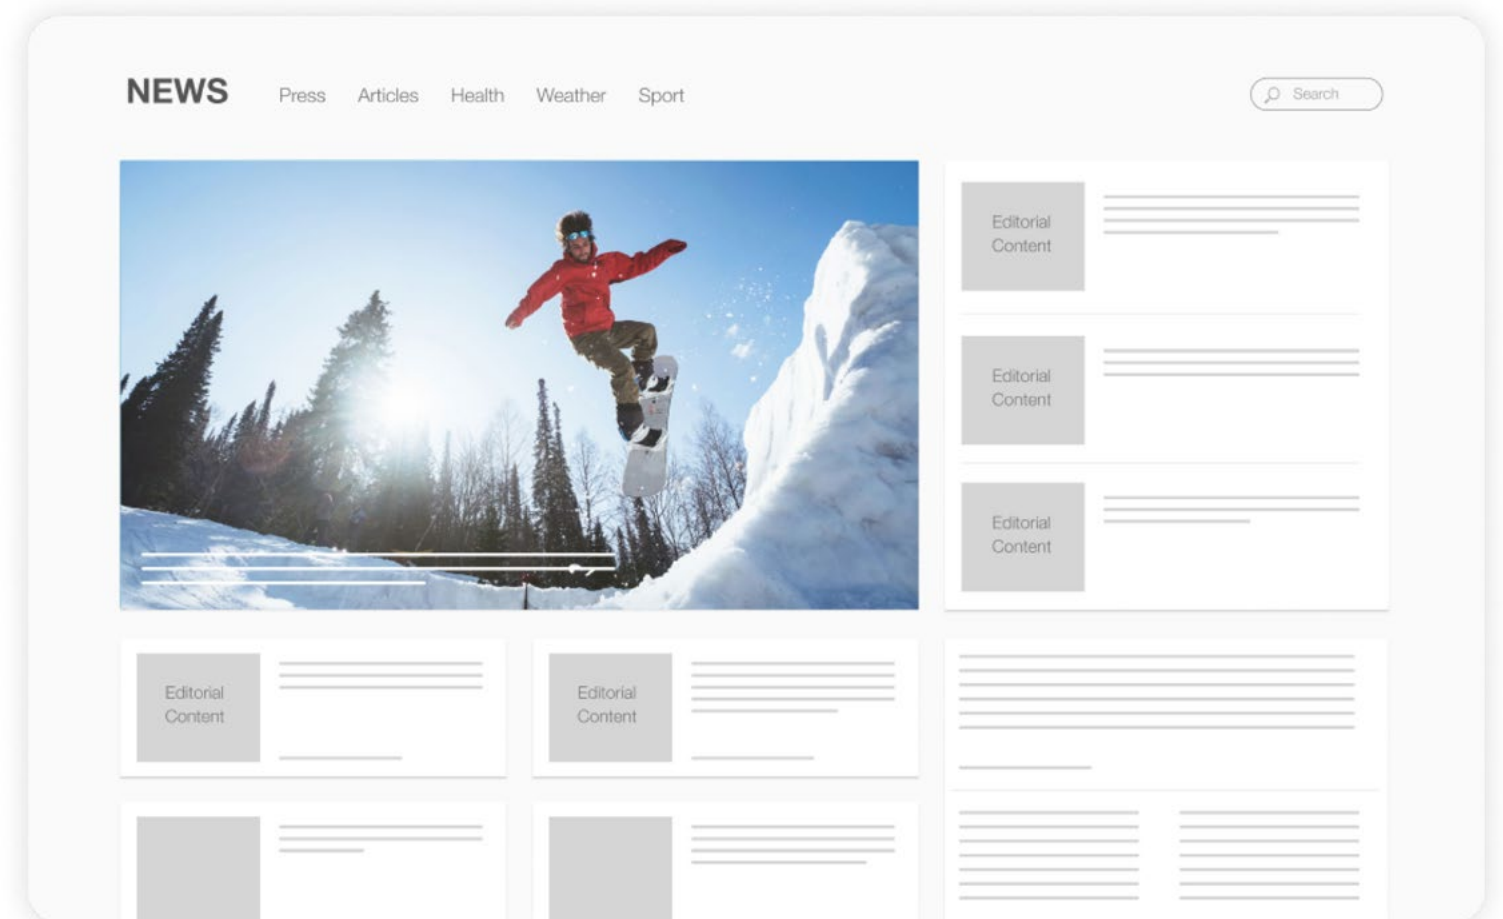 NEWS
Press Articles Health Weather Sport
Search
Editorial
Content
Editorial
Content
Editorial
Content
Editorial
Content
Editorial
Content